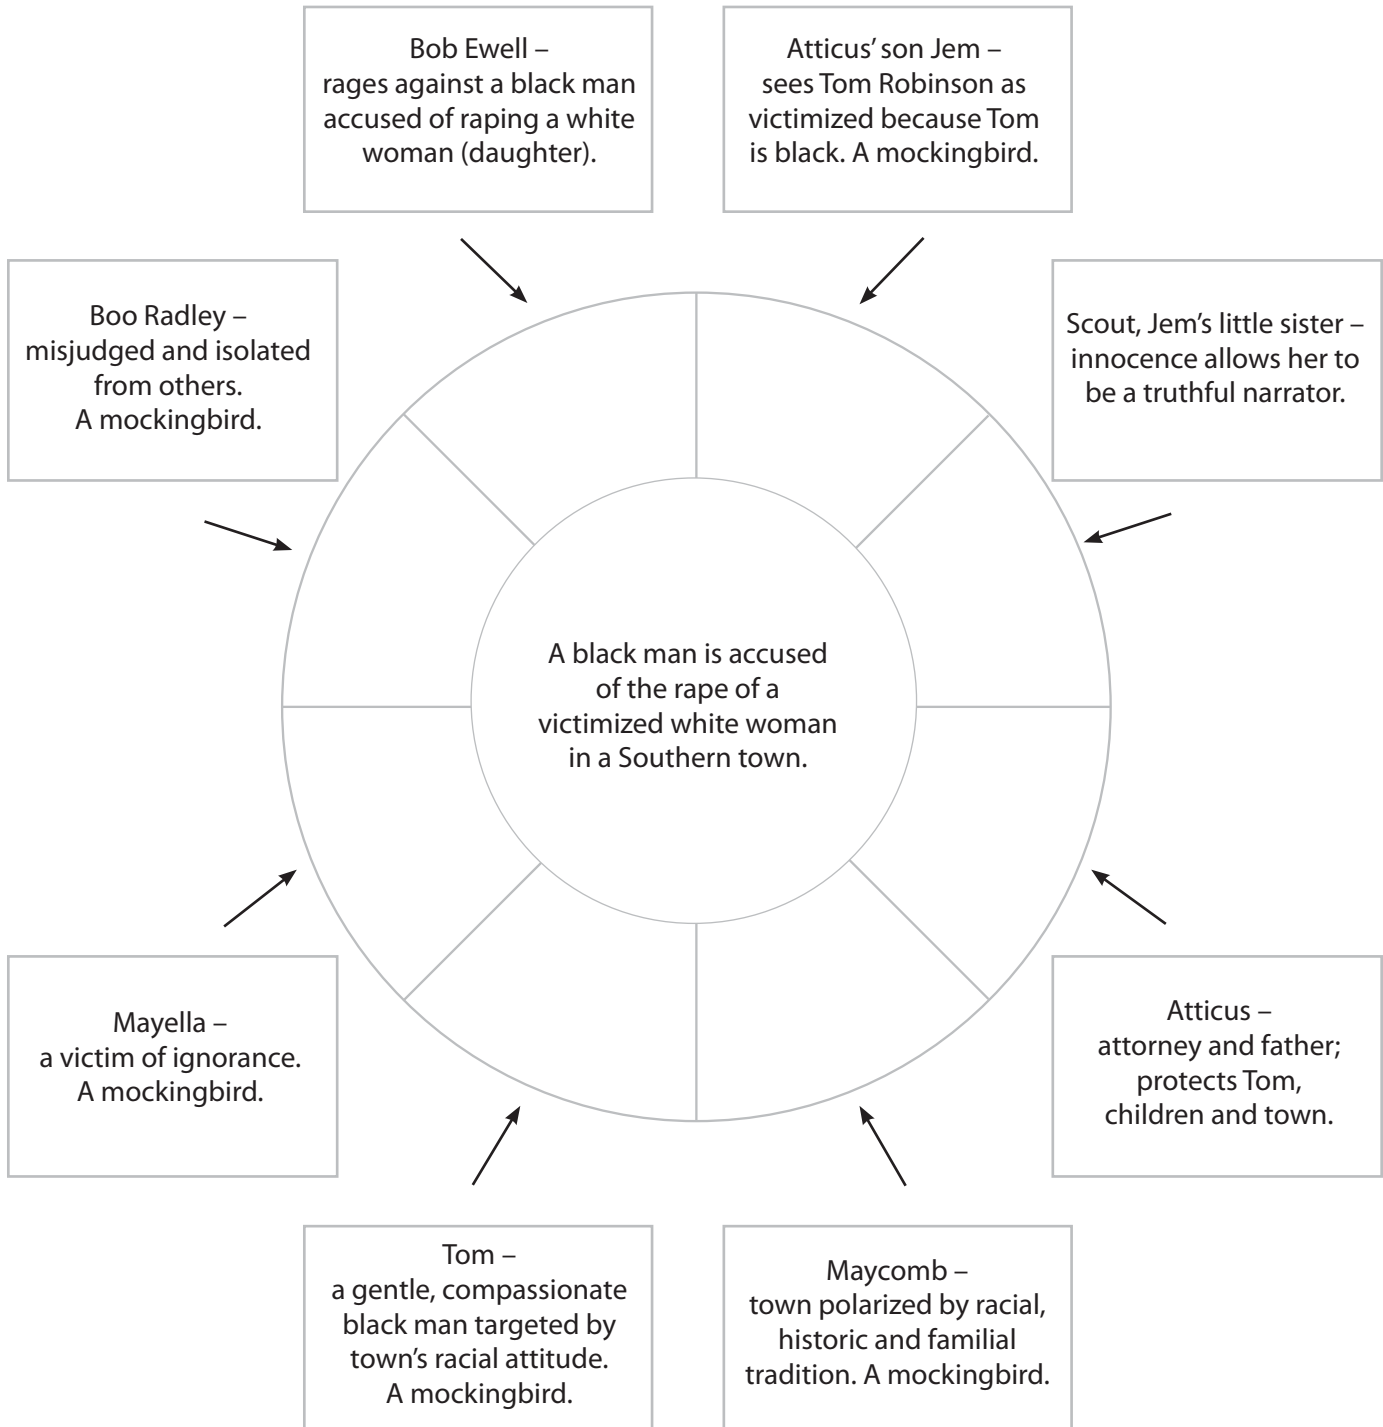 Bob Ewell –
rages against a black man
accused of raping a white
woman (daughter).
Atticus’ son Jem –
sees Tom Robinson as
victimized because Tom
is black. A mockingbird.
Boo Radley –
misjudged and isolated
from others.
A mockingbird.
Scout, Jem’s little sister –
innocence allows her to
be a truthful narrator.
A black man is accused
of the rape of a
victimized white woman
in a Southern town.
Mayella –
a victim of ignorance.
A mockingbird.
Atticus –
attorney and father;
protects Tom,
children and town.
Tom –
a gentle, compassionate
black man targeted by
town’s racial attitude.
A mockingbird.
Maycomb –
town polarized by racial,
historic and familial
tradition. A mockingbird.